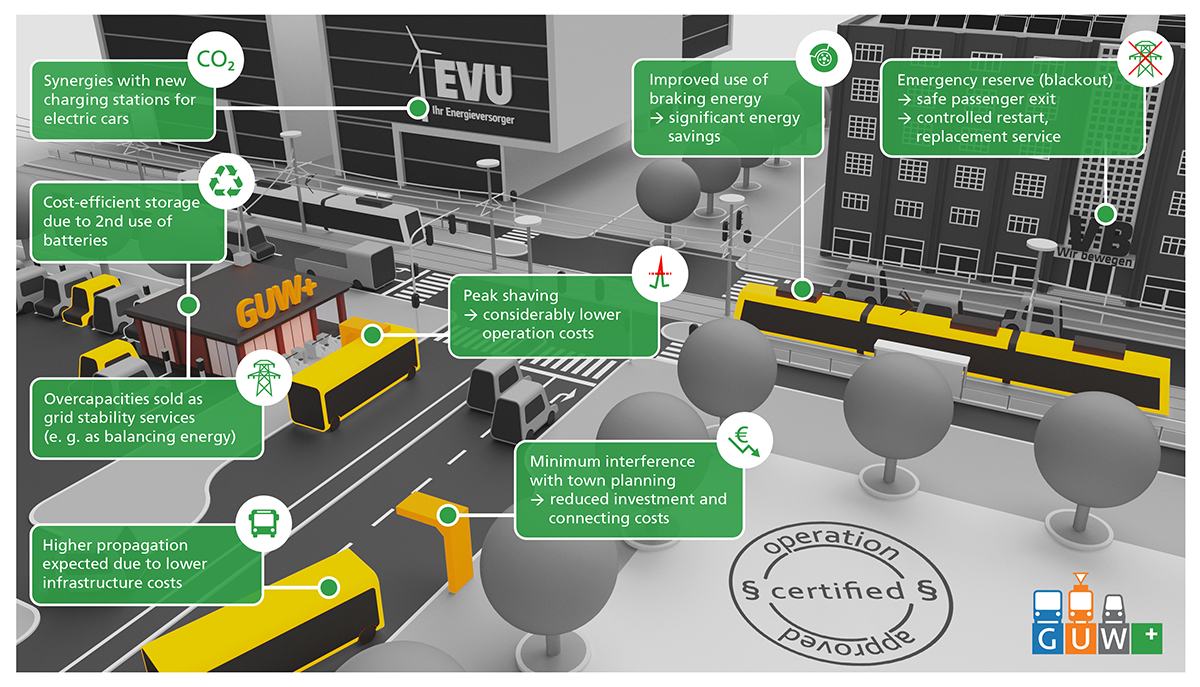 Synergies with new
charging stations for
electric cars
CO₂
EVU
Ihr Energieversorger
Improved use of
braking energy
→ significant energy
savings
Emergency reserve (blackout)
→ safe passenger exit
→ controlled restart,
replacement service
Cost-efficient storage
due to 2nd use of
batteries
VB
Wir bewegen
GUW+
Peak shaving
→ considerably lower
operation costs
Overcapacities sold as
grid stability services
(e. g. as balancing energy)
€
Minimum interference
with town planning
→ reduced investment and
connecting costs
Higher propagation
expected due to lower
infrastructure costs
operation
§ certified §
approved
GUW+